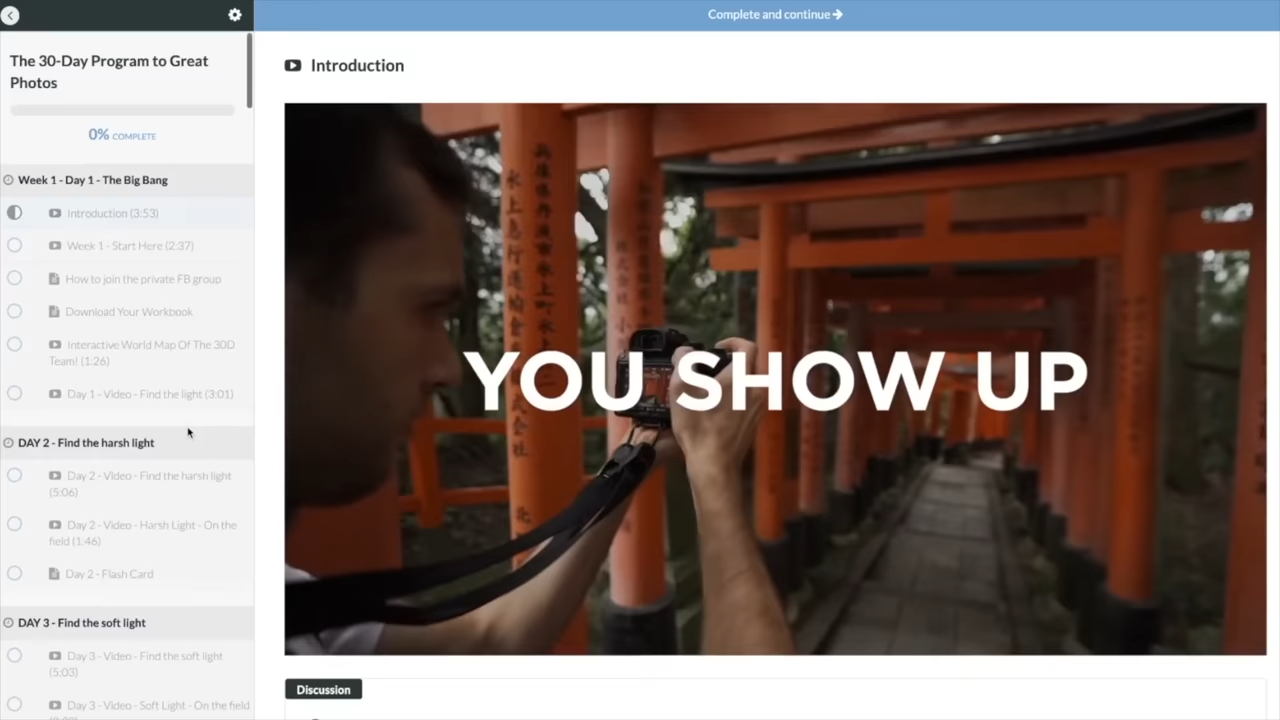 Complete and continue
The 30-Day Program to Great
Photos
0% COMPLETE
Week 1 - Day 1 - The Big Bang
Introduction (3:53)
Week 1 - Start Here (2:37)
How to join the private FB group
Download Your Workbook
Interactive World Map Of The 30D
Team! (1:26)
Day 1 - Video - Find the light (3:01)
DAY 2 - Find the harsh light
Day 2 - Video - Find the harsh light
(5:06)
Day 2 - Video - Harsh Light - On the
field (1:46)
Day 2 - Flash Card
DAY 3 - Find the soft light
Day 3 - Video - Find the soft light
(5:03)
Day 3 - Video - Soft Light - On the field
Introduction
YOU SHOW UP
Discussion